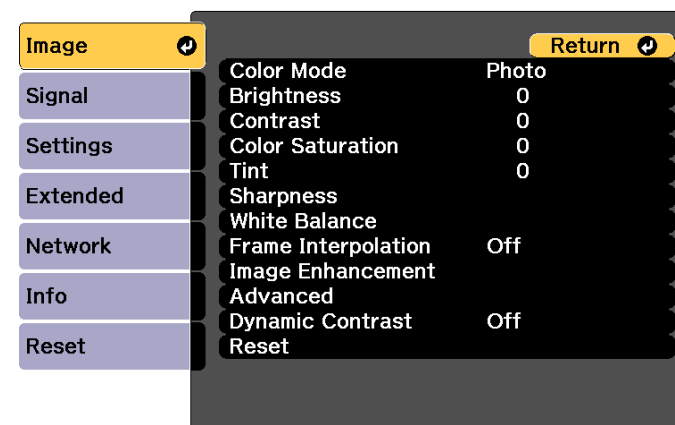 Image
Signal
Settings
Extended
Network
Info
Reset
Return
Color Mode Photo
Brightness 0
Contrast 0
Color Saturation 0
Tint 0
Sharpness
White Balance
Frame Interpolation Off
Image Enhancement
Advanced
Dynamic Contrast Off
Reset